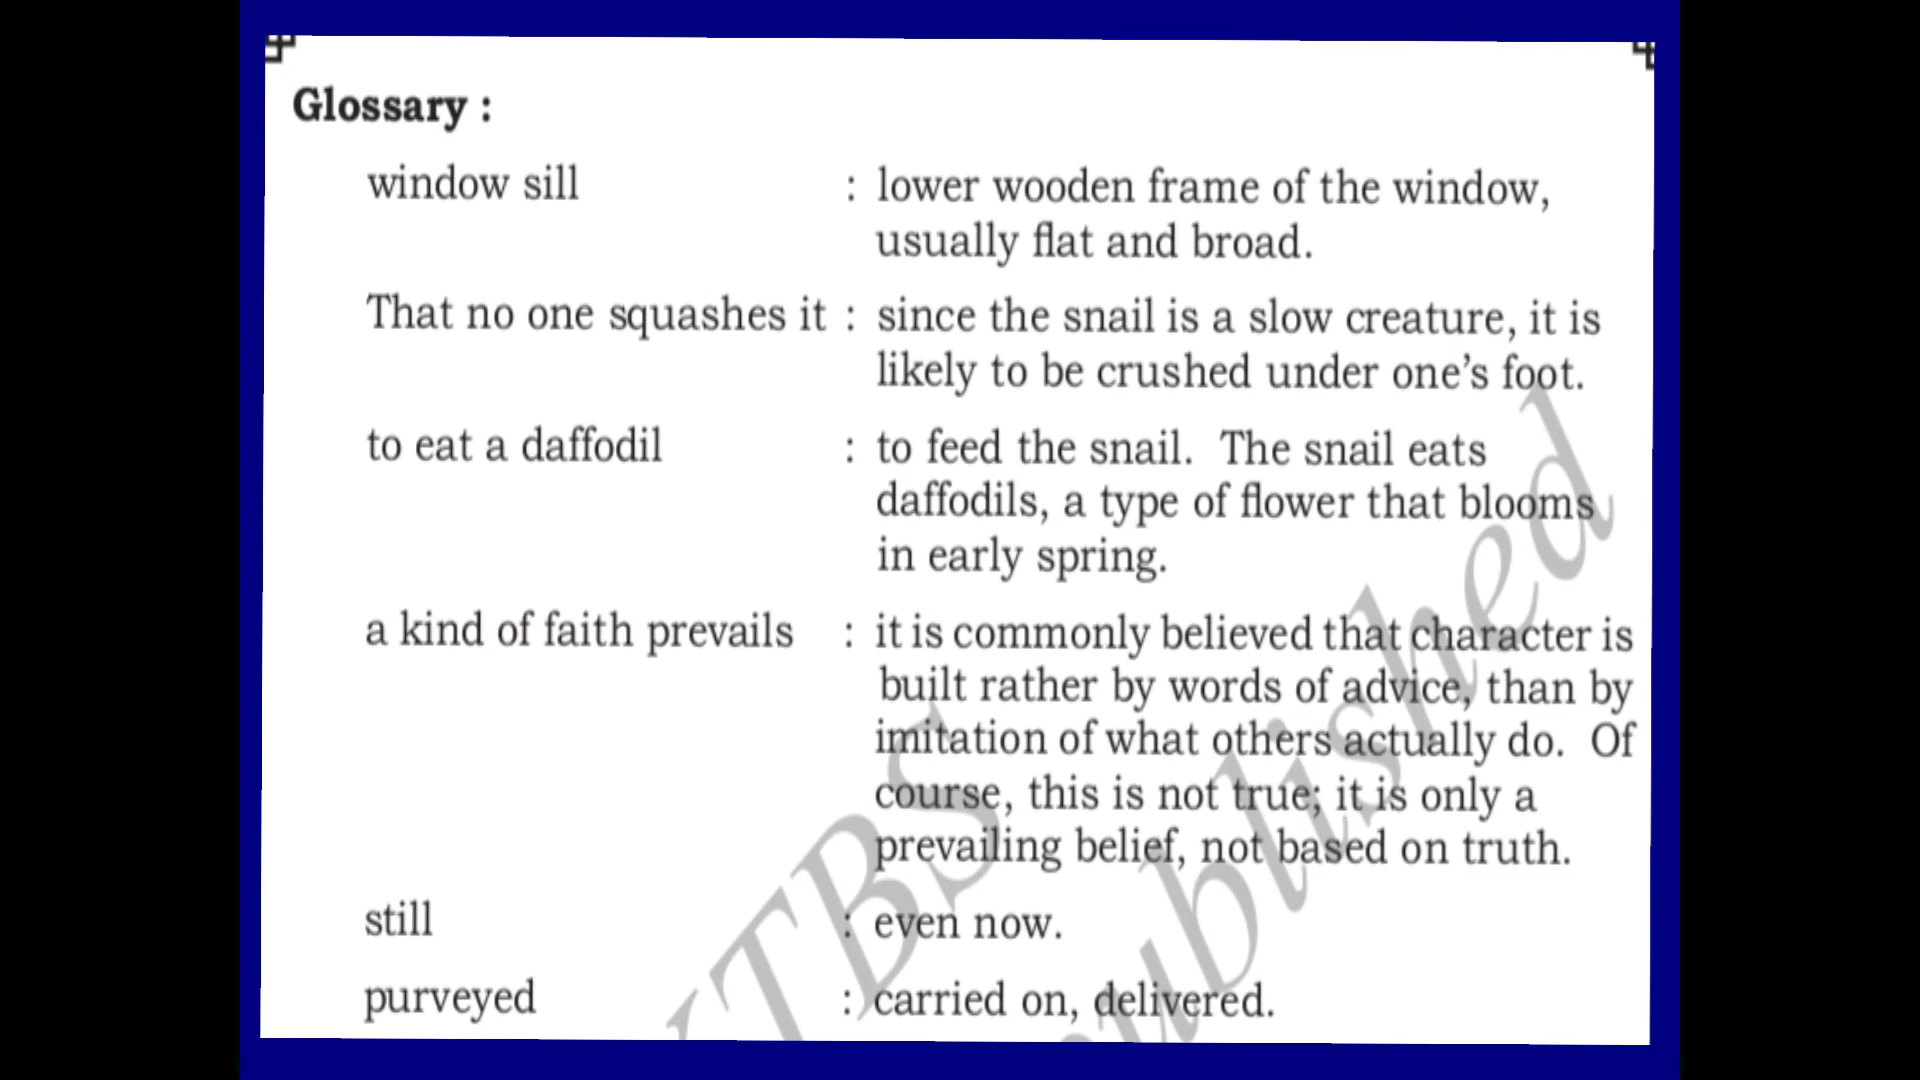 Glossary :
window sill : lower wooden frame of the window,
usually flat and broad.
That no one squashes it : since the snail is a slow creature, it is
likely to be crushed under one's foot.
to eat a daffodil : to feed the snail. The snail eats
daffodils, a type of flower that blooms
in early spring.
a kind of faith prevails : it is commonly believed that character is
built rather by words of advice, than by
imitation of what others actually do. Of
course, this is not true; it is only a
prevailing belief, not based on truth.
still : even now.
purveyed : carried on, delivered.